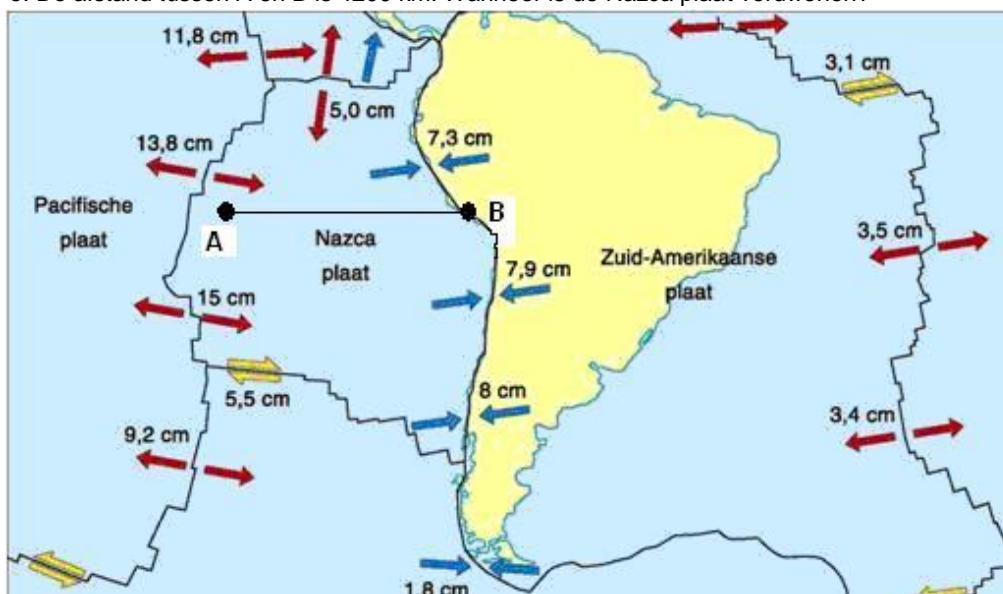 11,8 cm
3,1 cm
5,0 cm
13,8 cm
7,3 cm
Pacifische
plaat
A
B
Nazca
plaat
3,5 cm
7,9 cm
Zuid-Amerikaanse
plaat
15 cm
5,5 cm
8 cm
9,2 cm
3,4 cm
1,8 cm